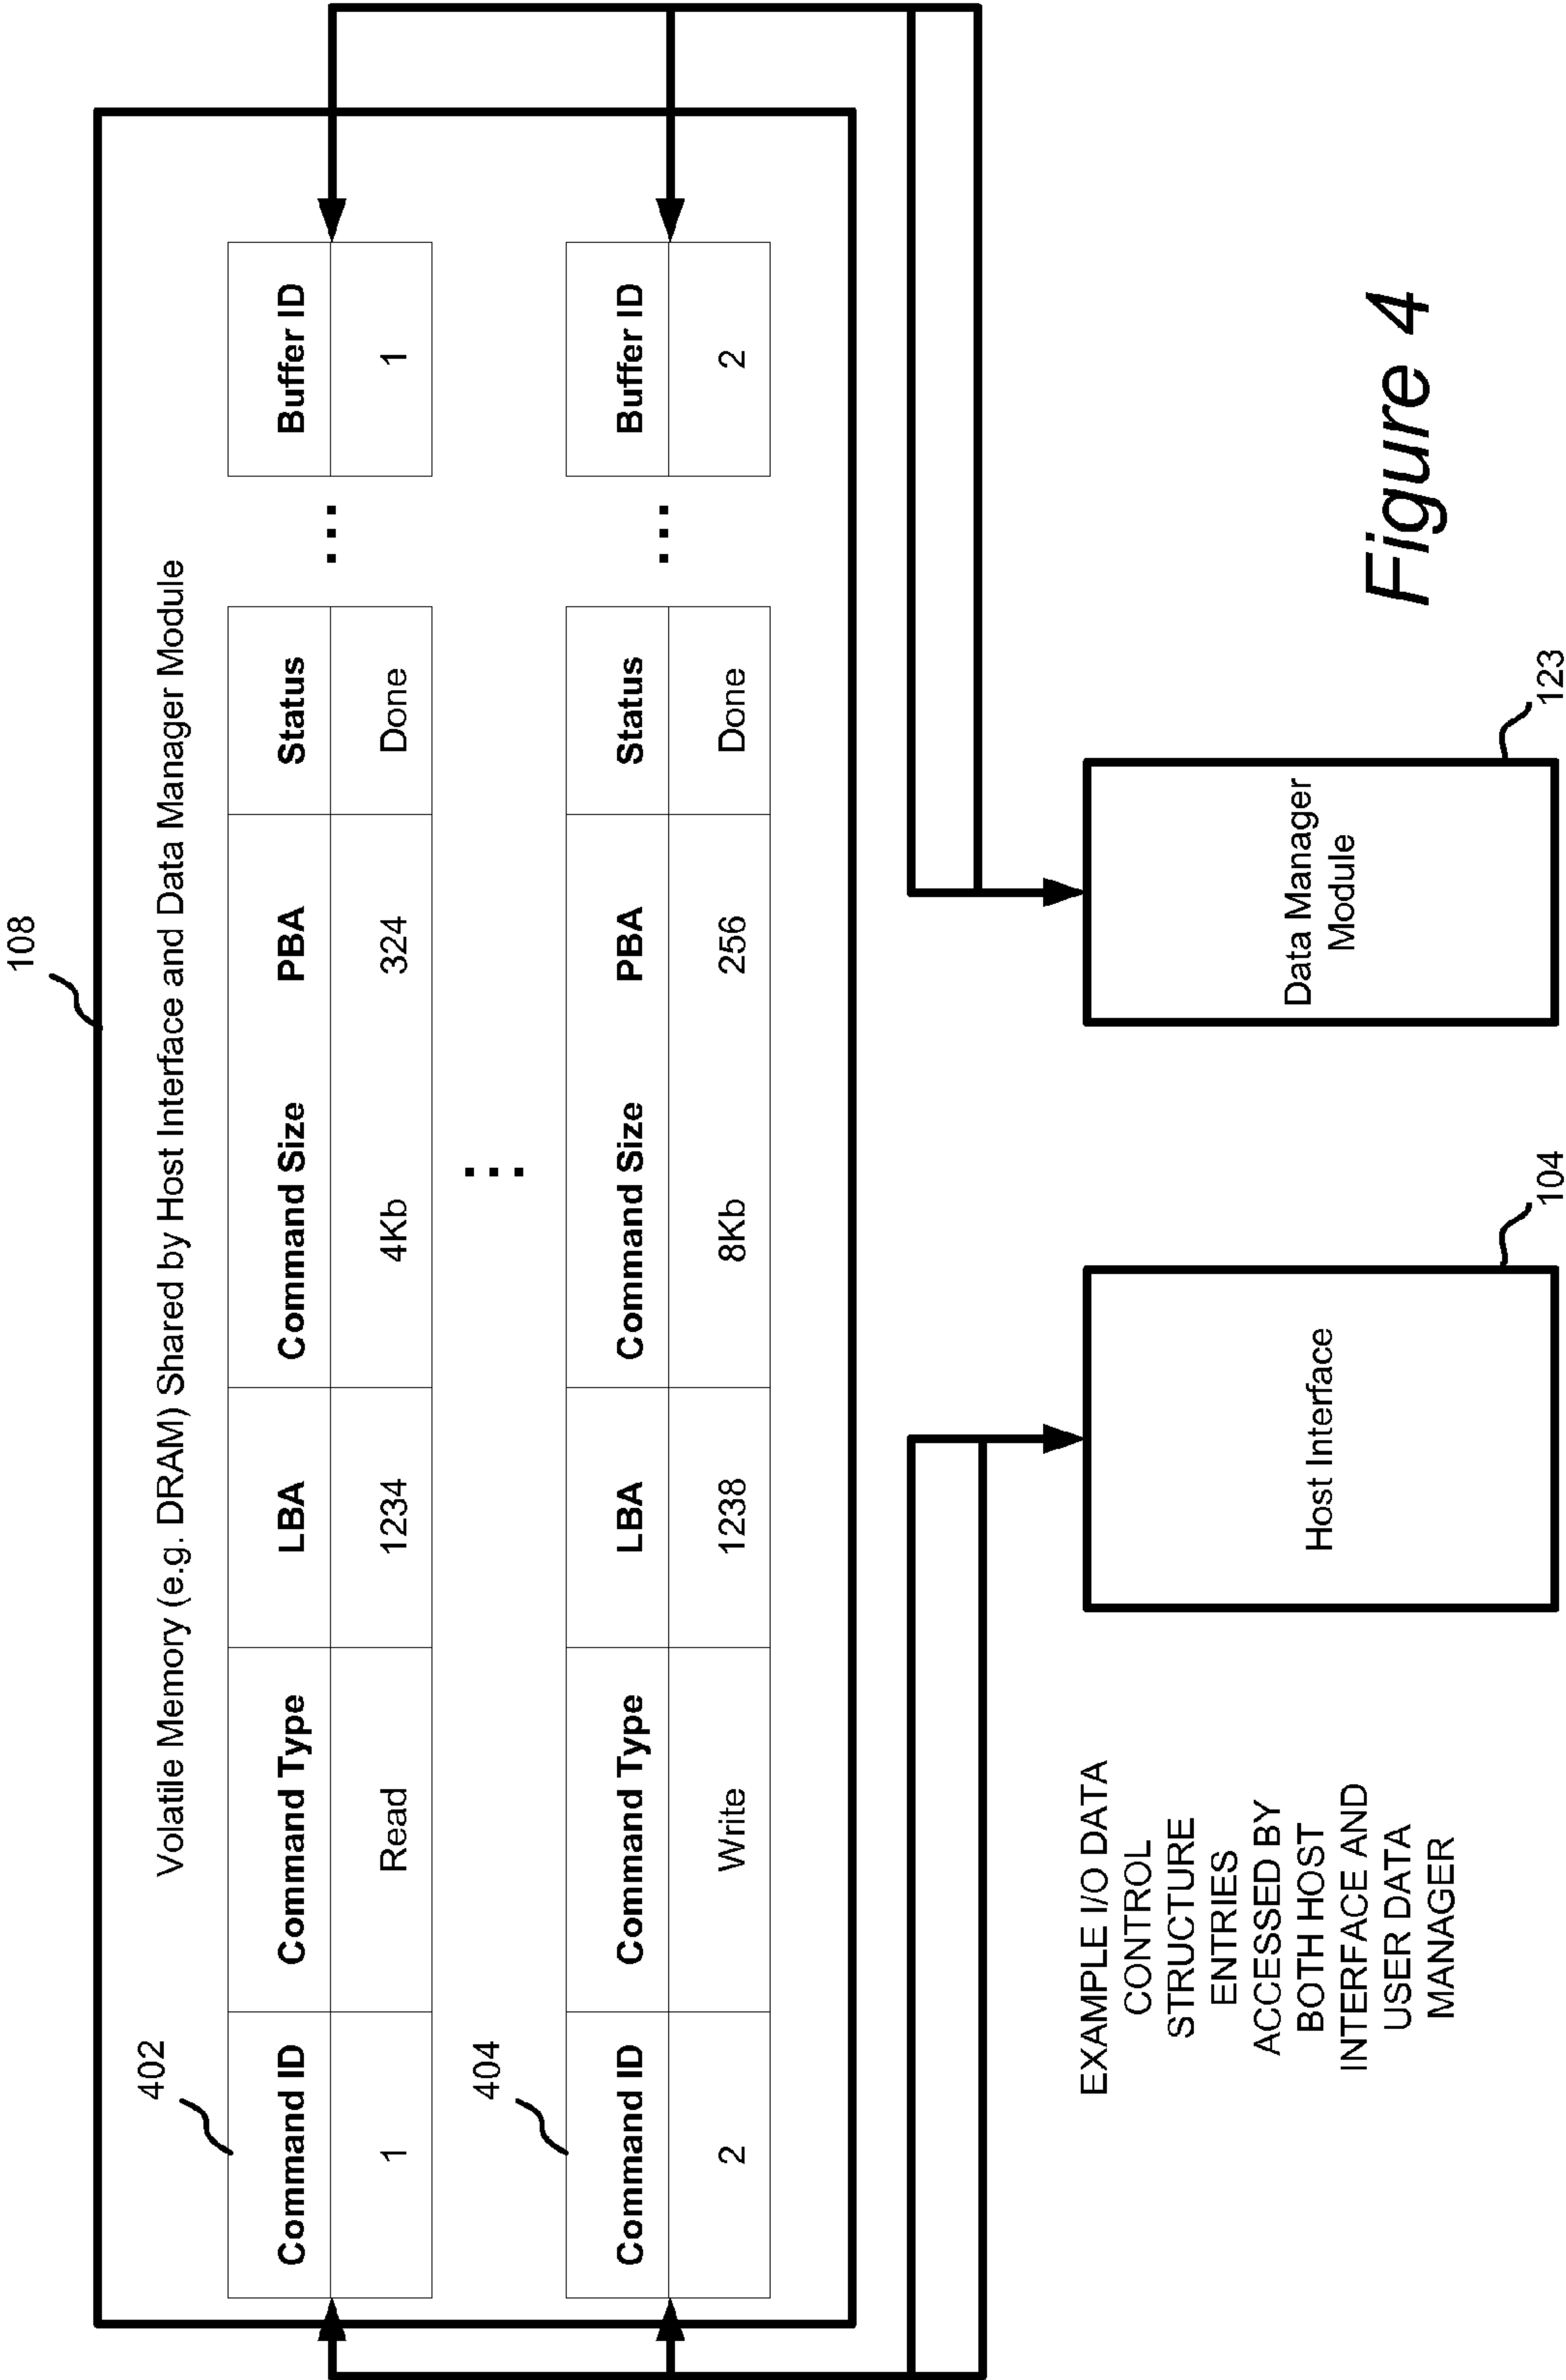 108
Volatile Memory (e.g. DRAM) Shared by Host Interface and Data Manager Module
402
Command ID Command Type LBA Command Size PBA Status Buffer ID
1 Read 1234 4Kb 324 Done ... 1
...
404
Command ID Command Type LBA Command Size PBA Status Buffer ID
2 Write 1238 8Kb 256 Done ... 2
EXAMPLE I/O DATA
CONTROL
STRUCTURE
ENTRIES
ACCESSED BY
BOTH HOST
INTERFACE AND
USER DATA
MANAGER
Host Interface
104
Data Manager
Module
123
Figure 4